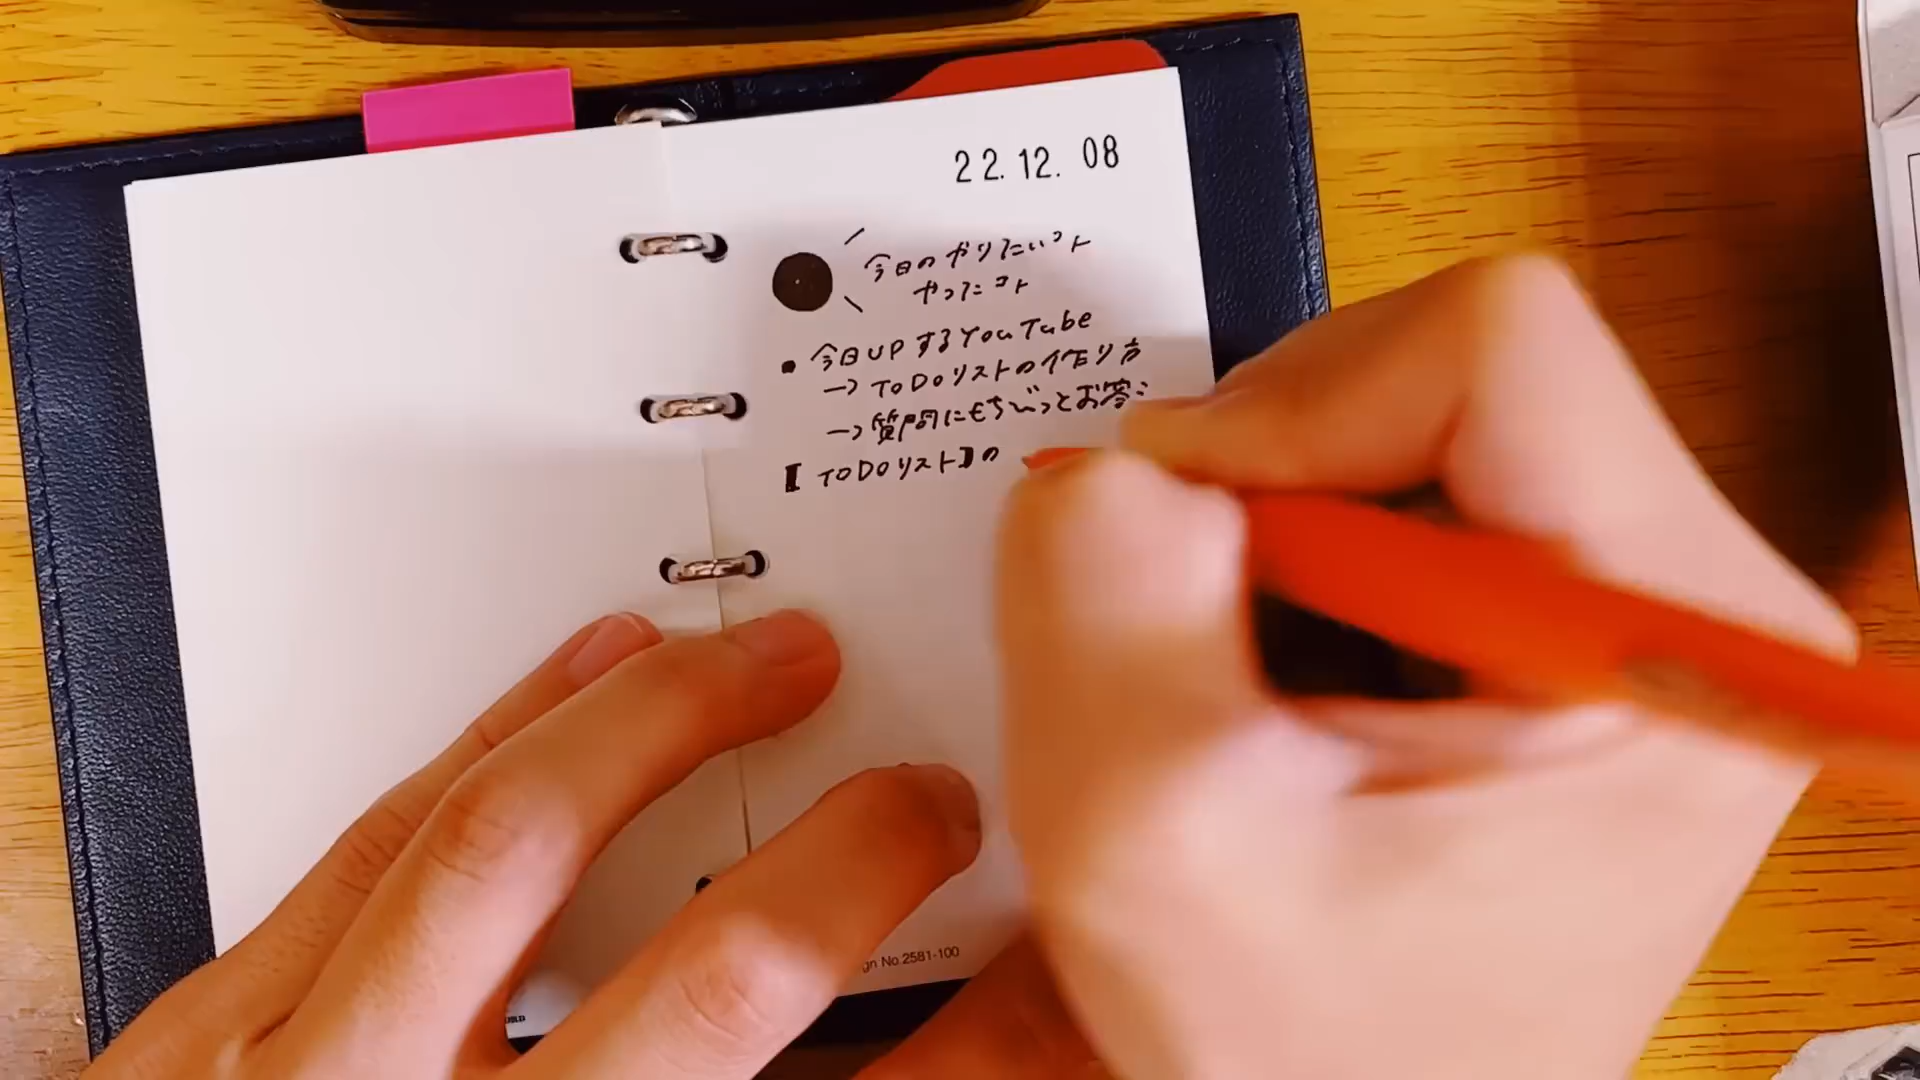 22.12.08
今日のやりたいコト
やったコト
・今日UPするYouTube
→ToDoリストの作り方
→質問にもちょびっとお答え
【ToDoリスト】の
gn No.2581-100